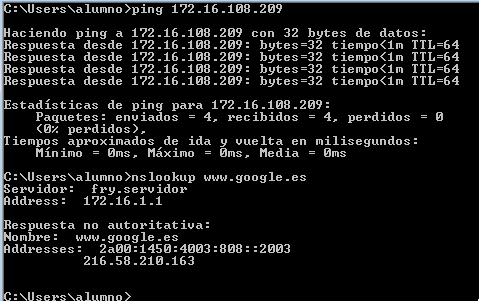 C:\Users\alumno>ping 172.16.108.209
Haciendo ping a 172.16.108.209 con 32 bytes de datos:
Respuesta desde 172.16.108.209: bytes=32 tiempo<1m TTL=64
Respuesta desde 172.16.108.209: bytes=32 tiempo<1m TTL=64
Respuesta desde 172.16.108.209: bytes=32 tiempo<1m TTL=64
Respuesta desde 172.16.108.209: bytes=32 tiempo<1m TTL=64
Estadísticas de ping para 172.16.108.209:
Paquetes: enviados = 4, recibidos = 4, perdidos = 0
(0% perdidos),
Tiempos aproximados de ida y vuelta en milisegundos:
Mínimo = 0ms, Máximo = 0ms, Media = 0ms
C:\Users\alumno>nslookup www.google.es
Servidor:  fry.servidor
Address:  172.16.1.1
Respuesta no autoritativa:
Nombre:  www.google.es
Addresses:  2a00:1450:4003:808::2003
216.58.210.163
C:\Users\alumno>